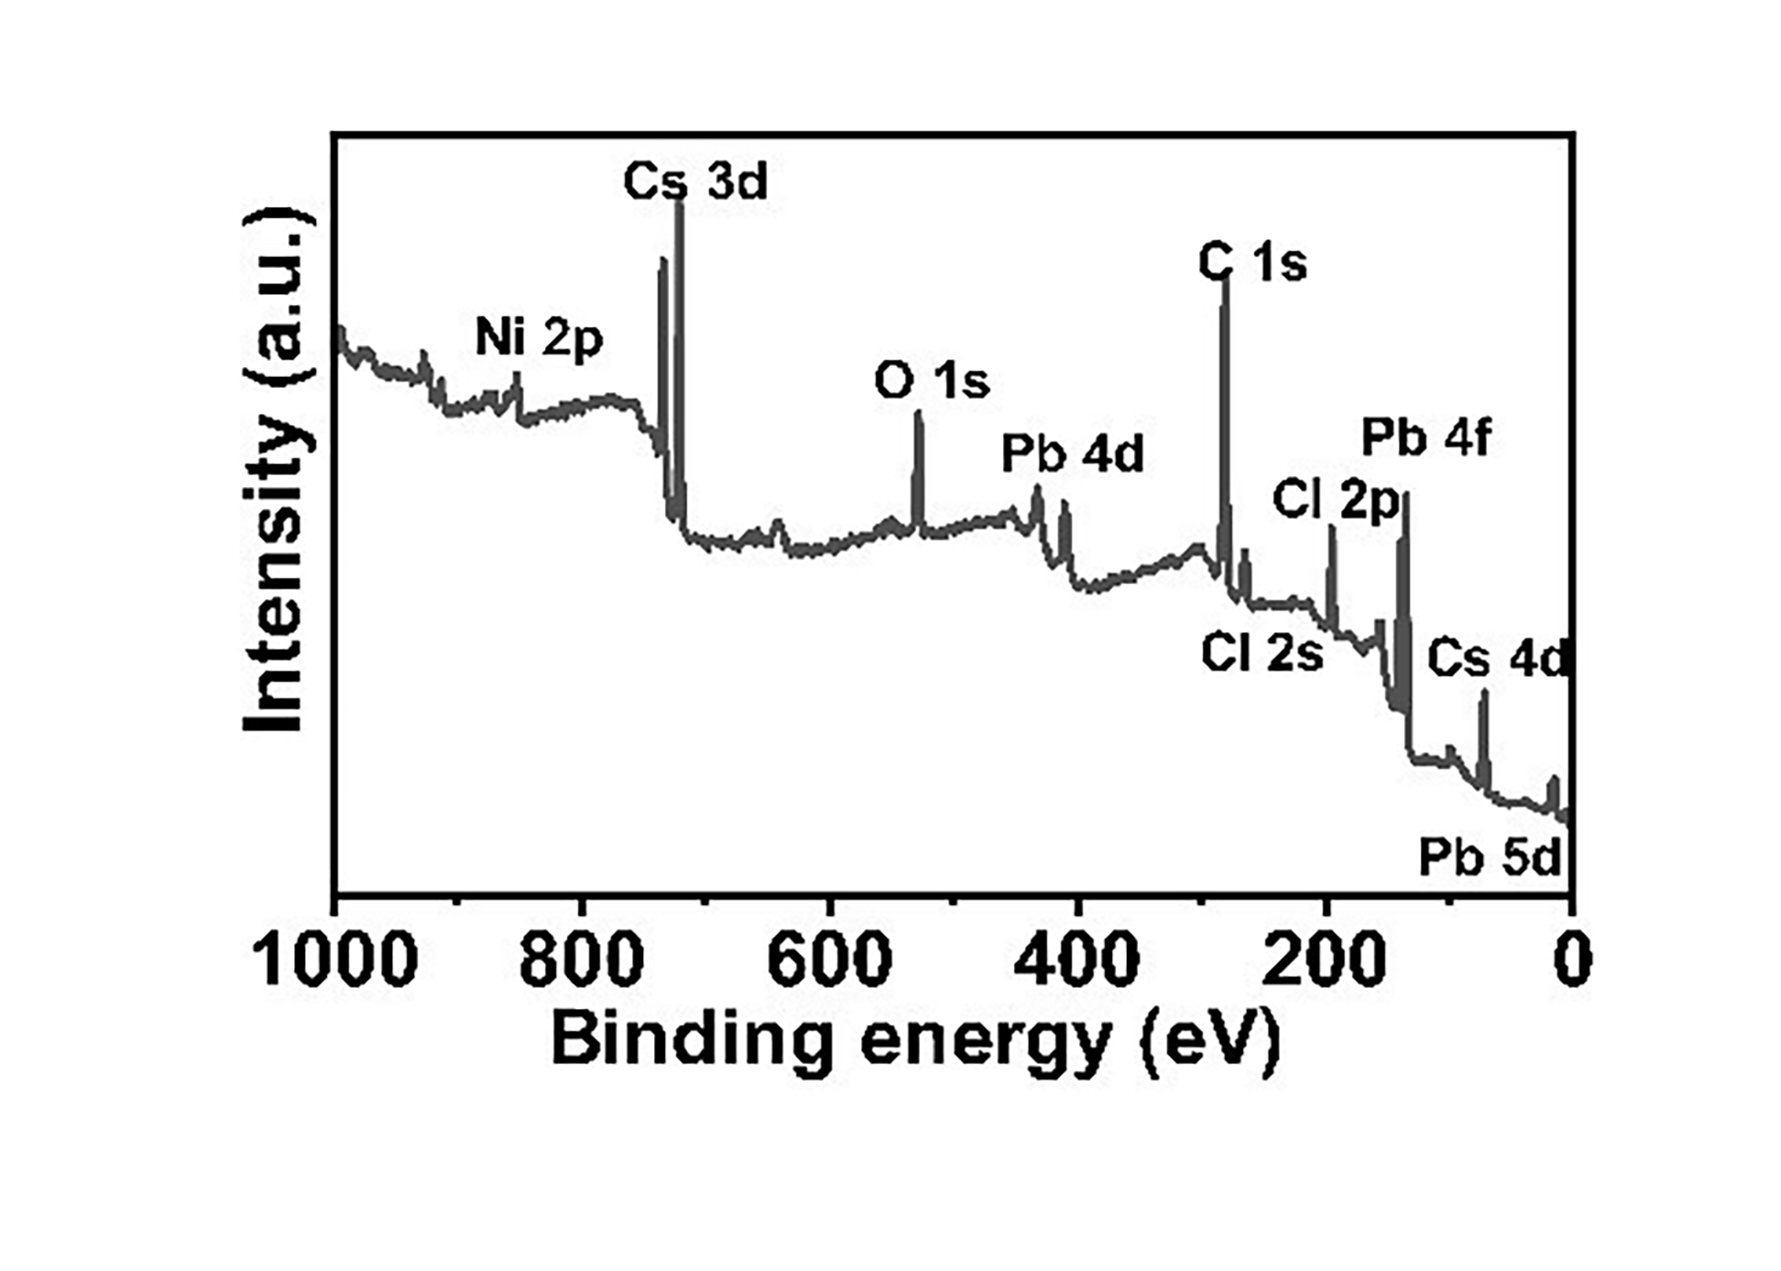 Cs 3d
C 1s
Ni 2p
O 1s
Pb 4d
Pb 4f
Cl 2p
Cl 2s
Cs 4d
Pb 5d
Intensity (a.u.)
1000 800 600 400 200 0
Binding energy (eV)